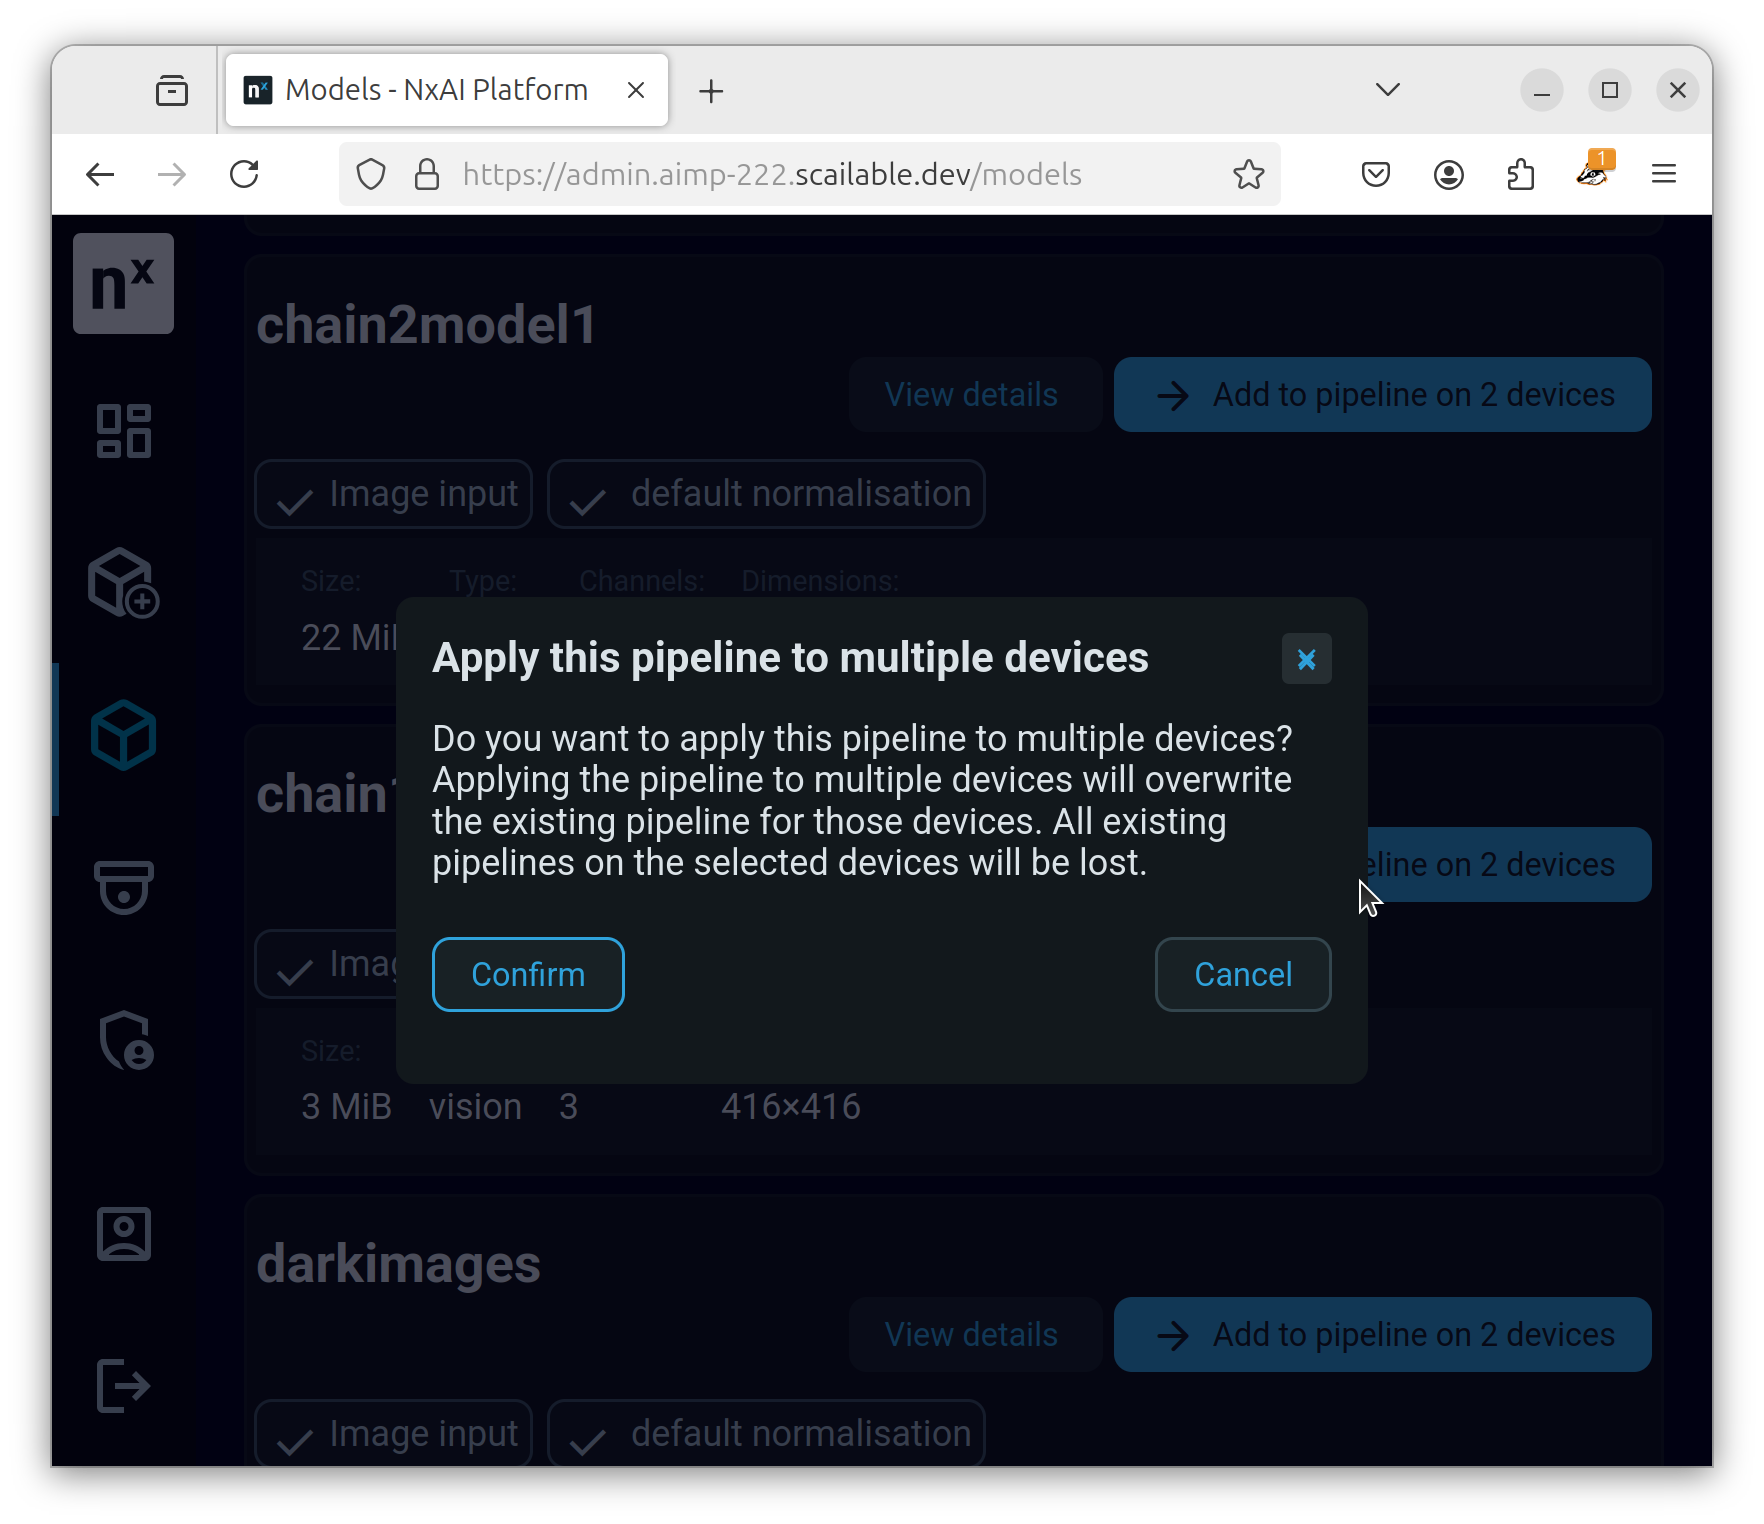 nx Models - NxAI Platform
https://admin.aimp-222.scailable.dev/models
1
nx
chain2model1
View details
Add to pipeline on 2 devices
Image input
default normalisation
Size: Type: Channels: Dimensions:
22
Apply this pipeline to multiple devices
Do you want to apply this pipeline to multiple devices?
Applying the pipeline to multiple devices will overwrite
the existing pipeline for those devices. All existing
pipelines on the selected devices will be lost.
Confirm
Cancel
on 2 devices
Size:
3 MiB vision 3 416×416
darkimages
View details
Add to pipeline on 2 devices
Image input
default normalisation